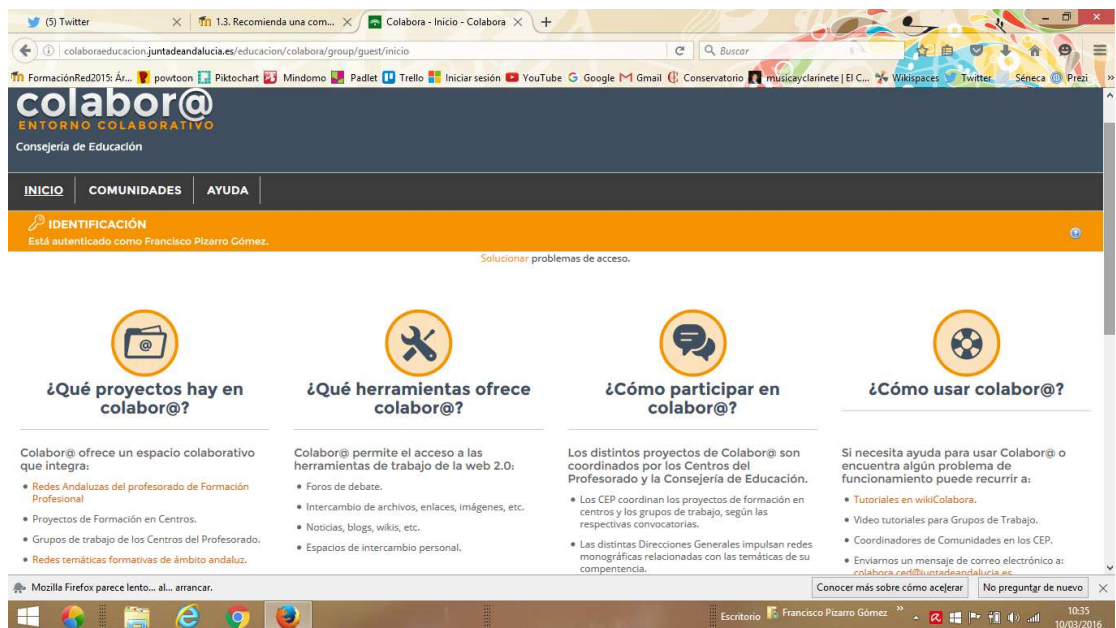 (5) Twitter
1.3. Recomienda una com...
Colabora - Inicio - Colabora
colaboraeducacion.juntadeandalucia.es/educacion/colabora/group/guest/inicio
Buscar
FormaciónRed2015: Ár...
powtoon
Piktochart
Mindomo
Padlet
Trello
Iniciar sesión
YouTube
Google
Gmail
Conservatorio
musicayclarinete | El C...
Wikispaces
Twitter
Séneca
Prezi
colabor@
ENTORNO COLABORATIVO
Consejería de Educación
INICIO
COMUNIDADES
AYUDA
IDENTIFICACIÓN
Está autenticado como Francisco Pizarro Gómez.
Solucionar problemas de acceso.
@
¿Qué proyectos hay en
colabor@?
Colabor@ ofrece un espacio colaborativo
que integra:
• Redes Andaluzas del profesorado de Formación
Profesional
• Proyectos de Formación en Centros.
• Grupos de trabajo de los Centros del Profesorado.
• Redes temáticas formativas de ámbito andaluz.
¿Qué herramientas ofrece
colabor@?
Colabor@ permite el acceso a las
herramientas de trabajo de la web 2.0:
• Foros de debate.
• Intercambio de archivos, enlaces, imágenes, etc.
• Noticias, blogs, wikis, etc.
• Espacios de intercambio personal.
¿Cómo participar en
colabor@?
Los distintos proyectos de Colabor@ son
coordinados por los Centros del
Profesorado y la Consejería de Educación.
• Los CEP coordinan los proyectos de formación en
centros y los grupos de trabajo, según las
respectivas convocatorias.
• Las distintas Direcciones Generales impulsan redes
monográficas relacionadas con las temáticas de su
compentencia.
¿Cómo usar colabor@?
Si necesita ayuda para usar Colabor@ o
encuentra algún problema de
funcionamiento puede recurrir a:
• Tutoriales en wikiColabora.
• Video tutoriales para Grupos de Trabajo.
• Coordinadores de Comunidades en los CEP.
• Enviarnos un mensaje de correo electrónico a:
colabora.ced@juntadeandalucia.es
Mozilla Firefox parece lento... al... arrancar.
Conocer más sobre cómo acelerar
No preguntar de nuevo
Escritorio
Francisco Pizarro Gómez
10:35
10/03/2016